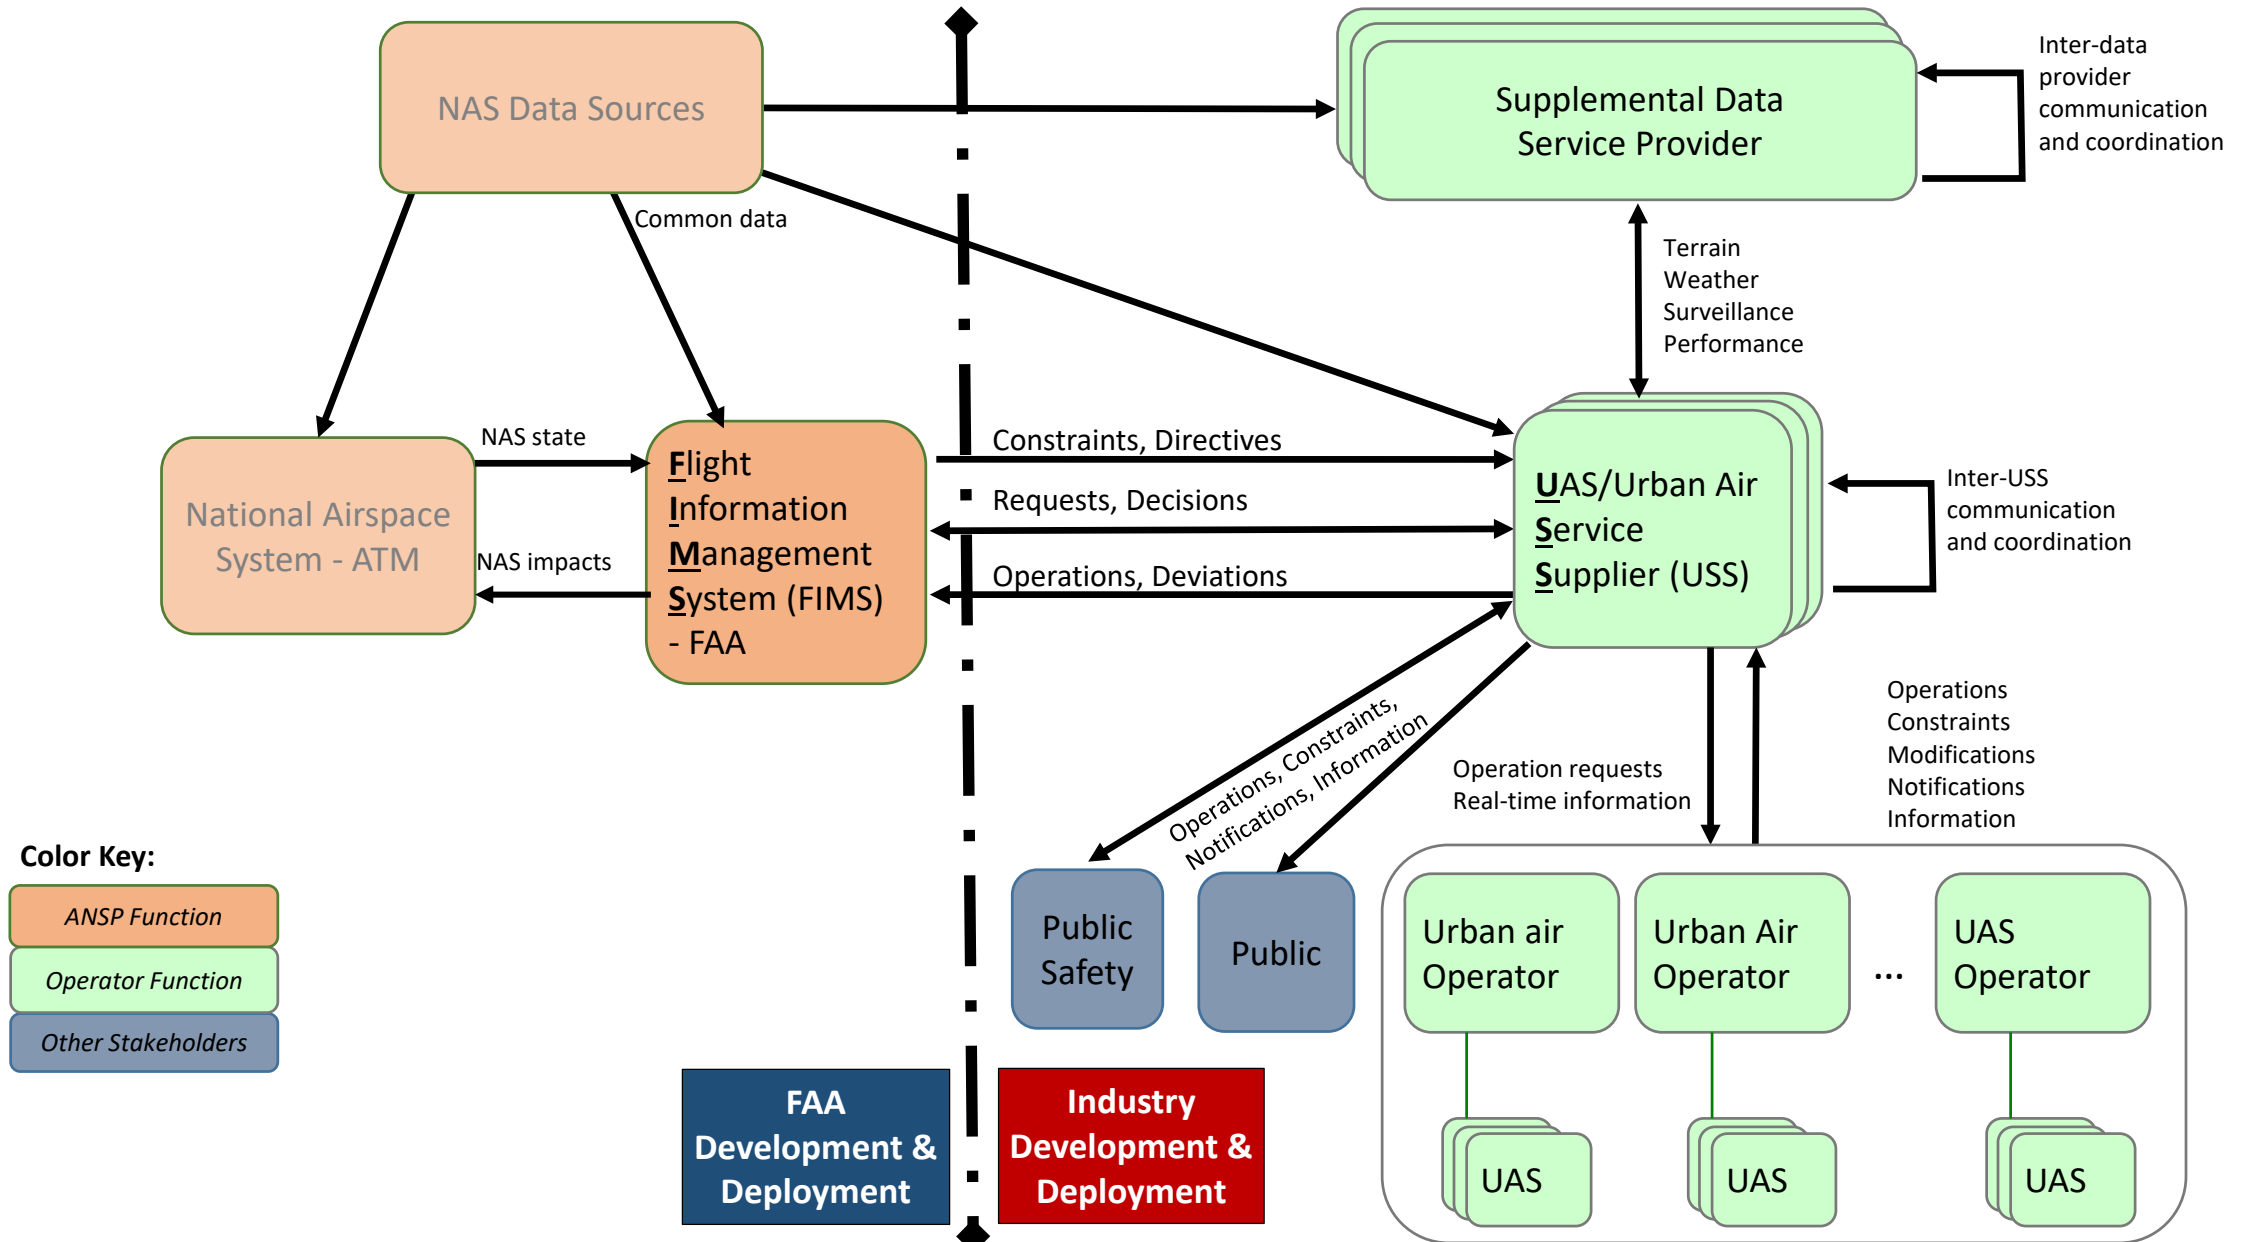 NAS Data Sources
Supplemental Data
Service Provider
Inter-data
provider
communication
and coordination
Common data
Terrain
Weather
Surveillance
Performance
National Airspace
System - ATM
NAS state
NAS impacts
Flight
Information
Management
System (FIMS)
- FAA
Constraints, Directives
Requests, Decisions
Operations, Deviations
UAS/Urban Air
Service
Supplier (USS)
Inter-USS
communication
and coordination
Operations, Constraints,
Notifications, Information
Operation requests
Real-time information
Operations
Constraints
Modifications
Notifications
Information
Color Key:
ANSP Function
Operator Function
Other Stakeholders
Public
Safety
Public
Urban air
Operator
Urban Air
Operator
...
UAS
Operator
UAS
UAS
UAS
FAA
Development &
Deployment
Industry
Development &
Deployment